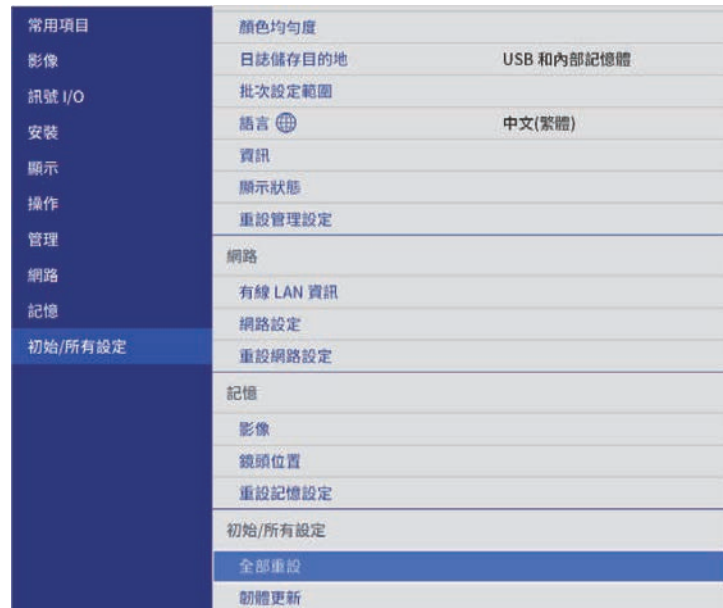 常用項目
影像
訊號 I/O
安裝
顯示
操作
管理
網路
記憶
初始/所有設定
顏色均勻度
日誌儲存目的地 USB 和內部記憶體
批次設定範圍
語言 中文(繁體)
資訊
顯示狀態
重設管理設定
網路
有線 LAN 資訊
網路設定
重設網路設定
記憶
影像
鏡頭位置
重設記憶設定
初始/所有設定
全部重設
韌體更新